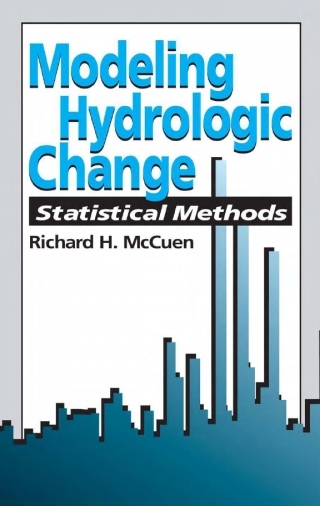 Modeling
Hydrologic
Change:
Statistical Methods
Richard H. McCuen